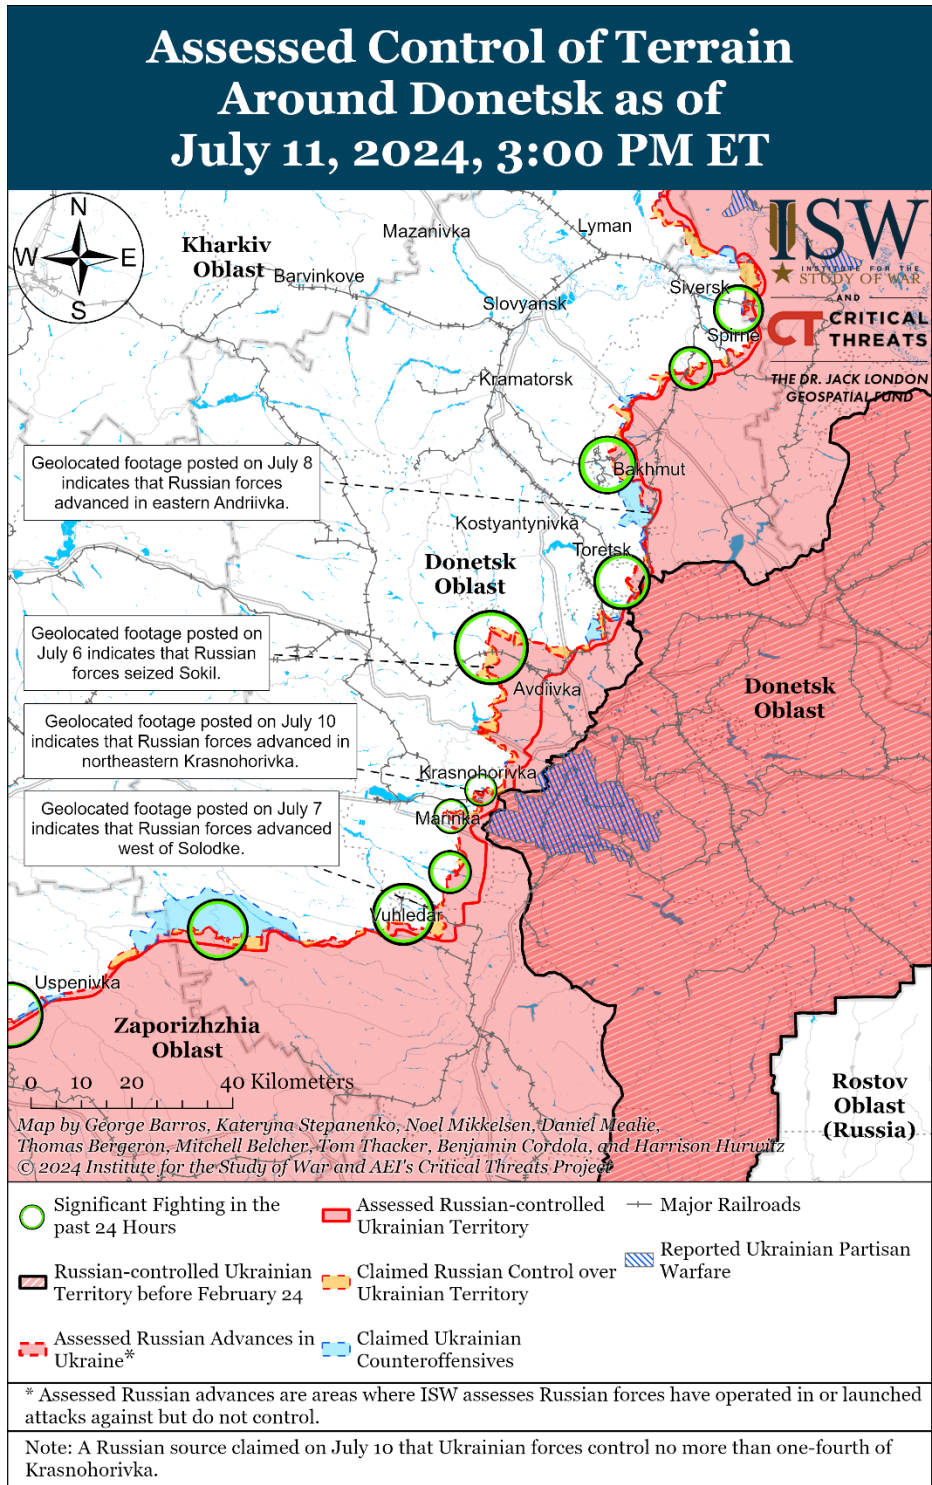 Assessed Control of Terrain
Around Donetsk as of
July 11, 2024, 3:00 PM ET
N
W
E
S
Kharkiv
Oblast
Mazanivka
Lyman
Barvinkove
Slovyansk
Siversk
Spirne
Kramatorsk
ISW
INSTITUTE FOR THE
STUDY OF WAR
AND
CT CRITICAL
THREATS
THE DR. JACK LONDON
GEOSPATIAL FUND
Geolocated footage posted on July 8
indicates that Russian forces
advanced in eastern Andriivka.
Bakhmut
Kostyantynivka
Toretsk
Donetsk
Oblast
Geolocated footage posted on
July 6 indicates that Russian
forces seized Sokil.
Avdiivka
Donetsk
Oblast
Geolocated footage posted on July 10
indicates that Russian forces advanced in
northeastern Krasnohorivka.
Krasnohorivka
Marinka
Geolocated footage posted on July 7
indicates that Russian forces advanced
west of Solodke.
Vuhledar
Uspenivka
Zaporizhzhia
Oblast
Rostov
Oblast
(Russia)
0 10 20 40 Kilometers
Map by George Barros, Kateryna Stepanenko, Noel Mikkelsen, Daniel Mealie,
Thomas Bergeron, Mitchell Belcher, Tom Thacker, Benjamin Cordola, and Harrison Hurwitz
© 2024 Institute for the Study of War and AEI's Critical Threats Project
Significant Fighting in the
past 24 Hours
Russian-controlled Ukrainian
Territory before February 24
Assessed Russian Advances in
Ukraine*
Assessed Russian-controlled
Ukrainian Territory
Claimed Russian Control over
Ukrainian Territory
Claimed Ukrainian
Counteroffensives
Major Railroads
Reported Ukrainian Partisan
Warfare
* Assessed Russian advances are areas where ISW assesses Russian forces have operated in or launched
attacks against but do not control.
Note: A Russian source claimed on July 10 that Ukrainian forces control no more than one-fourth of
Krasnohorivka.